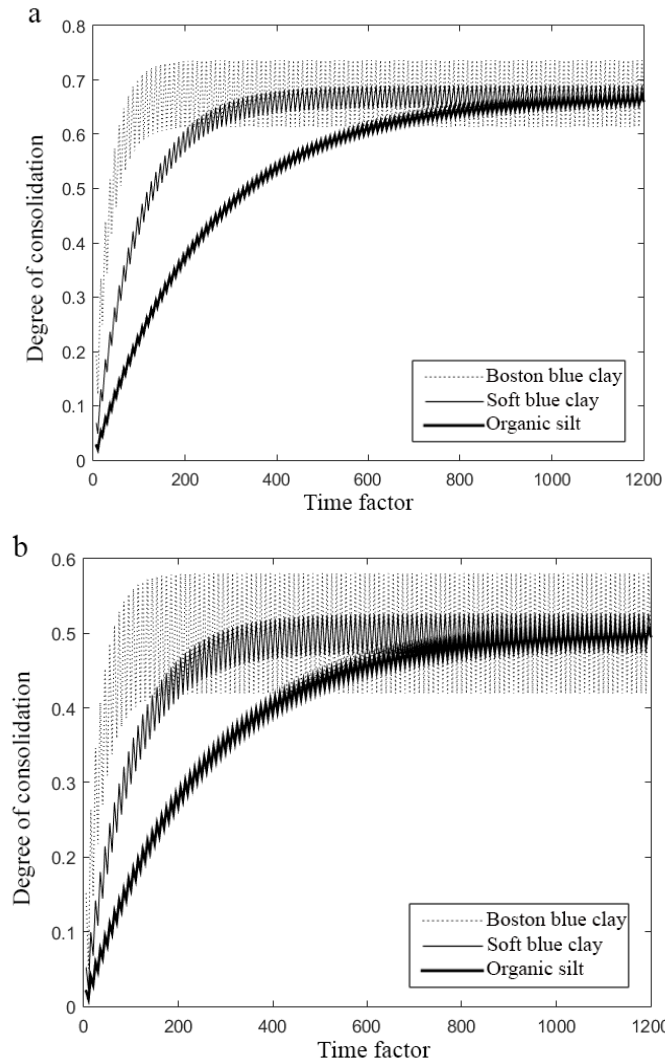 a
0.8
0.7
0.6
0.5
0.4
0.3
0.2
0.1
0
Degree of consolidation
Boston blue clay
Soft blue clay
Organic silt
0 200 400 600 800 1000 1200
Time factor
b
0.6
0.5
0.4
0.3
0.2
0.1
0
Degree of consolidation
Boston blue clay
Soft blue clay
Organic silt
0 200 400 600 800 1000 1200
Time factor